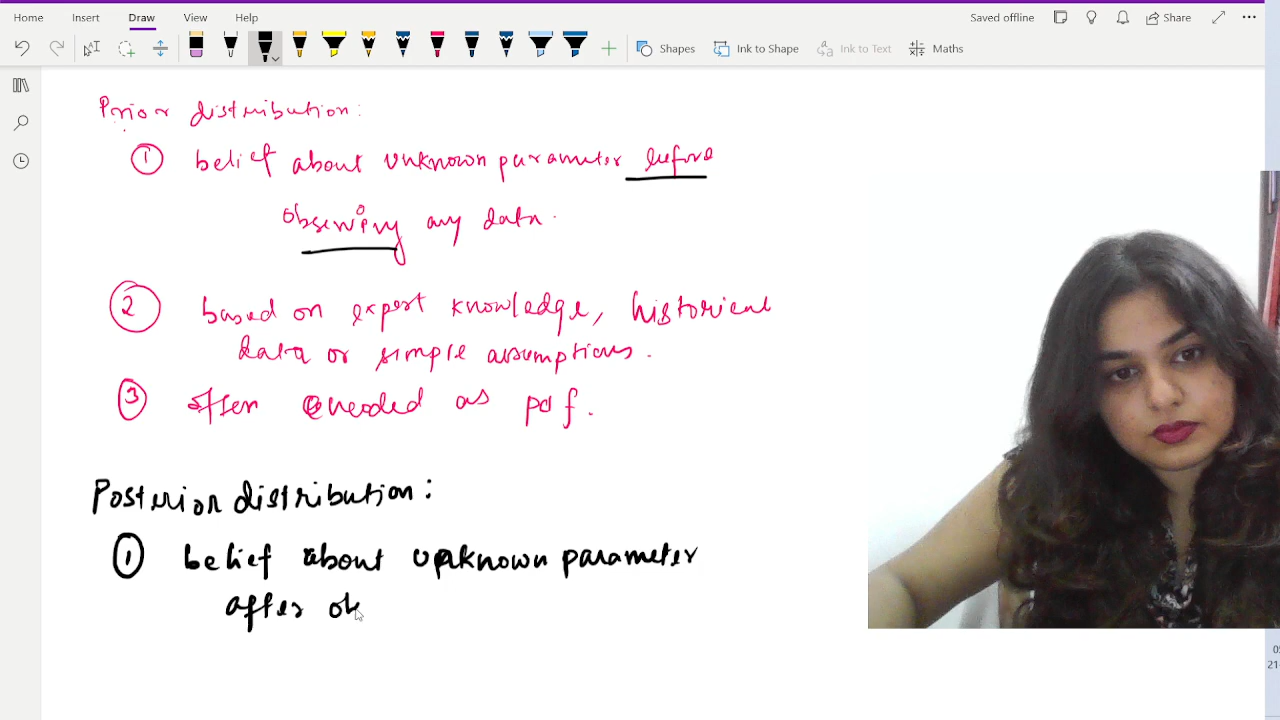 Home Insert Draw View Help Saved offline Share
Shapes Ink to Shape Ink to Text Maths
Prior distribution:
① belief about unknown parameter before
observing any data.
② based on expert knowledge, historical
data or simple assumptions.
③ often encoded as pdf.
Posterior distribution:
① belief about unknown parameter
after ob
05
21-